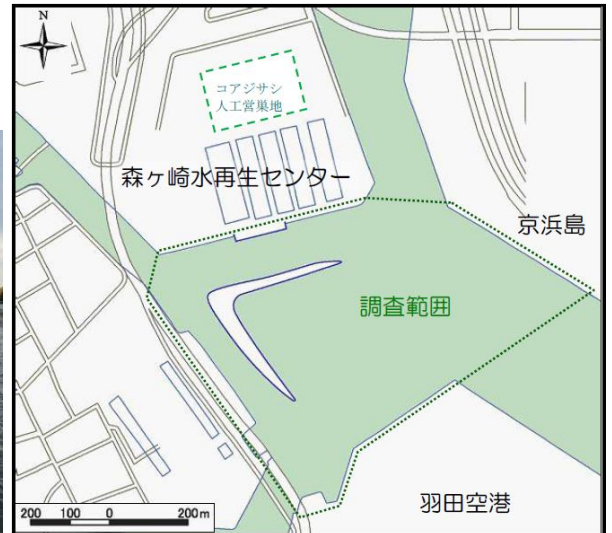 N
コアジサシ
人工営巣地
森ヶ崎水再生センター
京浜島
調査範囲
羽田空港
200 100 0 200m